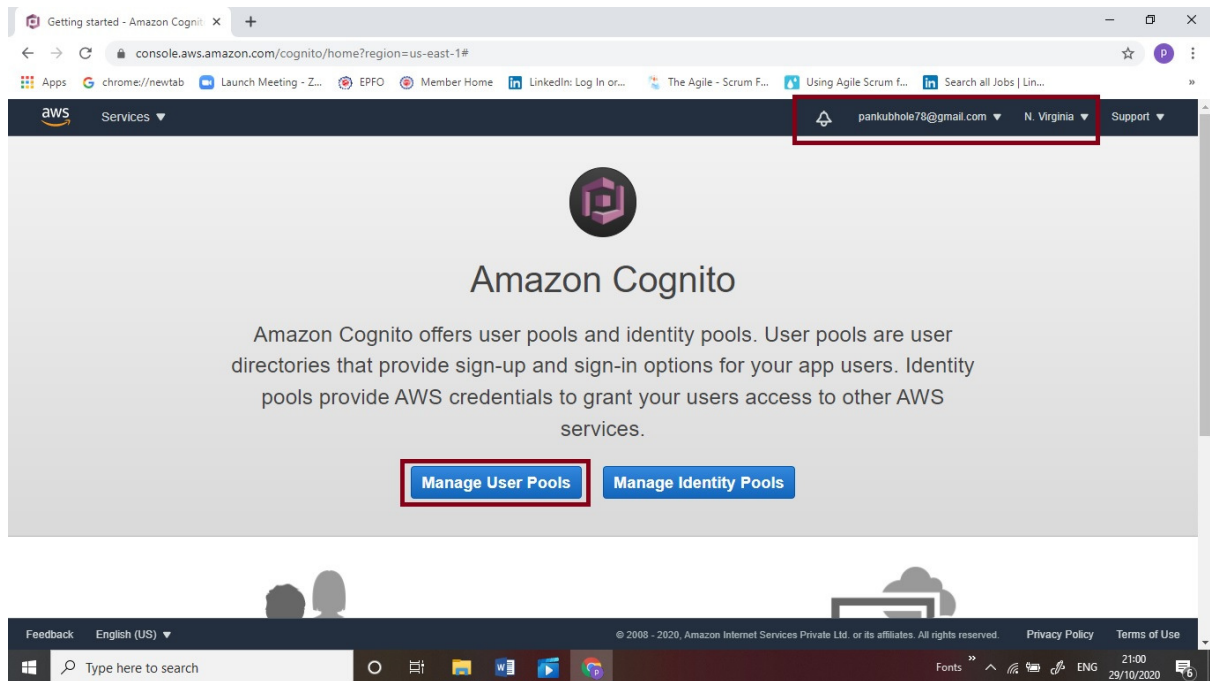 Getting started - Amazon Cognit
console.aws.amazon.com/cognito/home?region=us-east-1#
Apps chrome://newtab Launch Meeting - Z... EPFO Member Home LinkedIn: Log In or... The Agile - Scrum F... Using Agile Scrum f... Search all Jobs | Lin... »
aws Services pankubhole78@gmail.com N. Virginia Support
Amazon Cognito
Amazon Cognito offers user pools and identity pools. User pools are user
directories that provide sign-up and sign-in options for your app users. Identity
pools provide AWS credentials to grant your users access to other AWS
services.
Manage User Pools Manage Identity Pools
Feedback English (US) © 2008 - 2020, Amazon Internet Services Private Ltd. or its affiliates. All rights reserved. Privacy Policy Terms of Use
Type here to search Fonts » ENG 21:00
29/10/2020 6